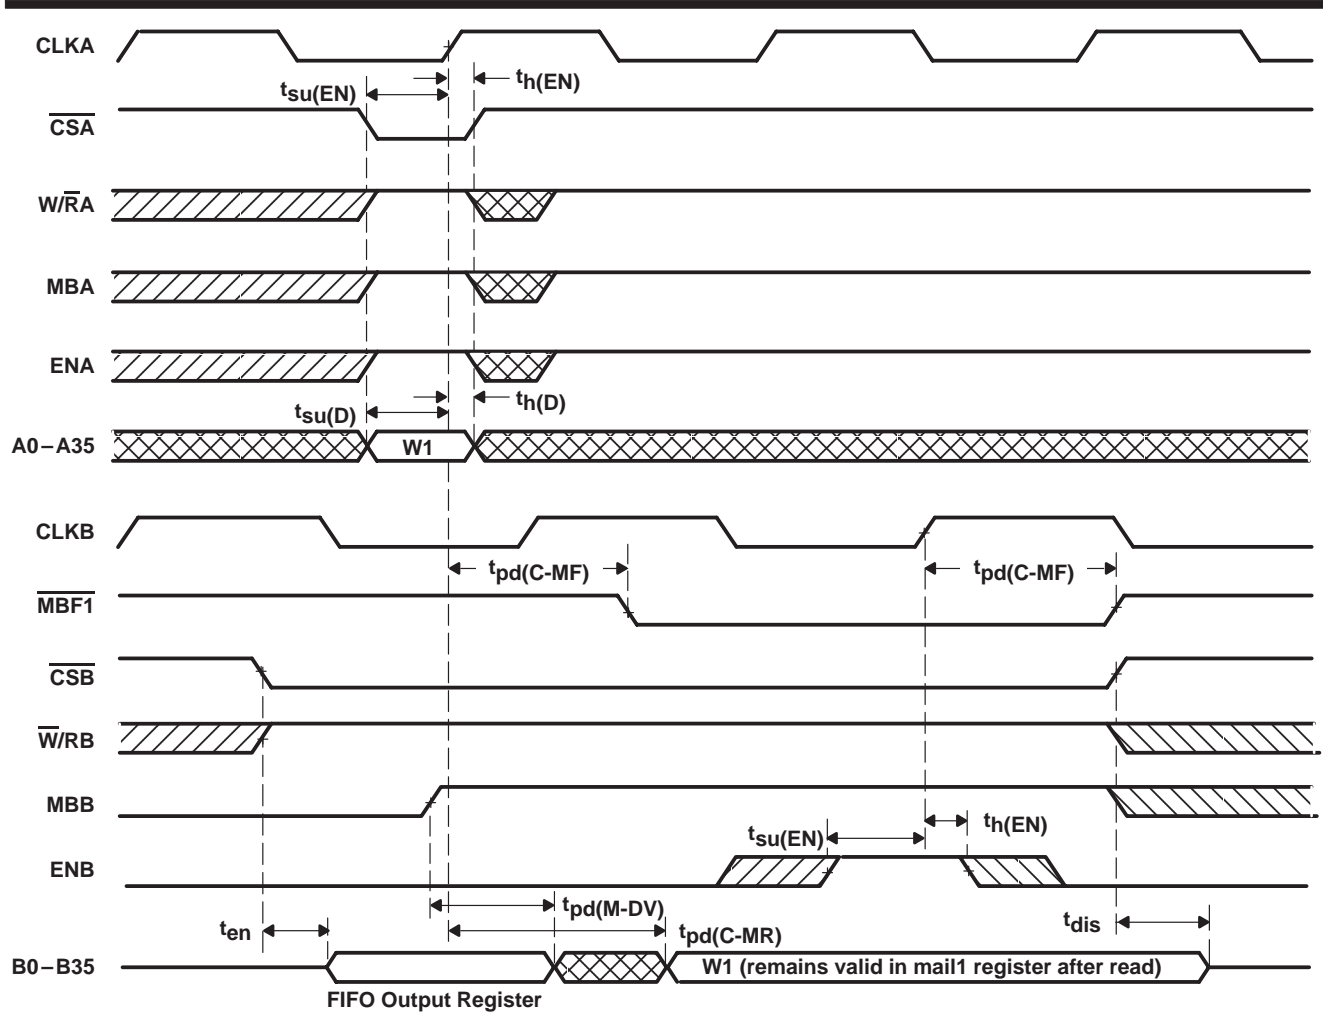 CLKA
tsu(EN)
th(EN)
CSA
W/RA
MBA
ENA
tsu(D)
th(D)
A0–A35
W1
CLKB
tpd(C-MF)
tpd(C-MF)
MBF1
CSB
W/RB
MBB
tsu(EN)
th(EN)
ENB
tpd(M-DV)
ten
tpd(C-MR)
tdis
B0–B35
W1 (remains valid in mail1 register after read)
FIFO Output Register